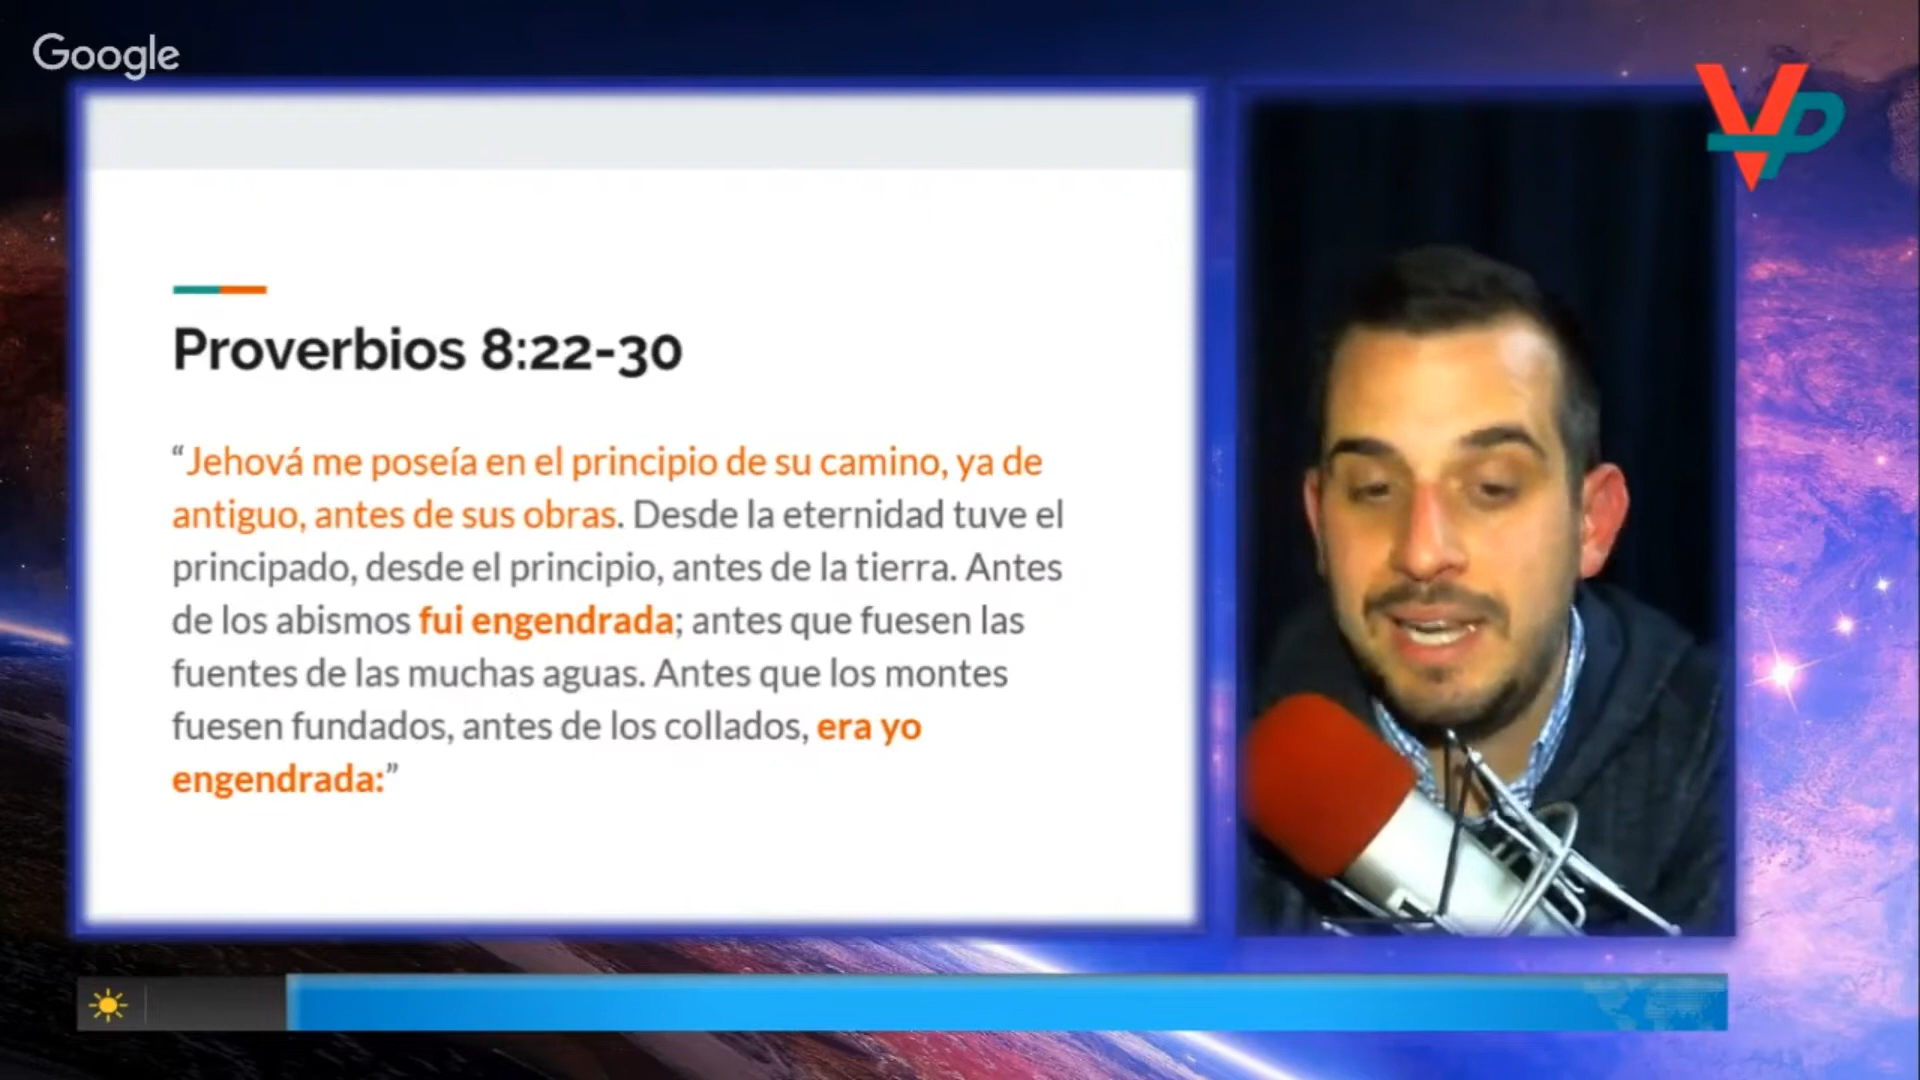 Google
VP
Proverbios 8:22-30
“Jehová me poseía en el principio de su camino, ya de
antiguo, antes de sus obras. Desde la eternidad tuve el
principado, desde el principio, antes de la tierra. Antes
de los abismos fui engendrada; antes que fuesen las
fuentes de las muchas aguas. Antes que los montes
fuesen fundados, antes de los collados, era yo
engendrada:”